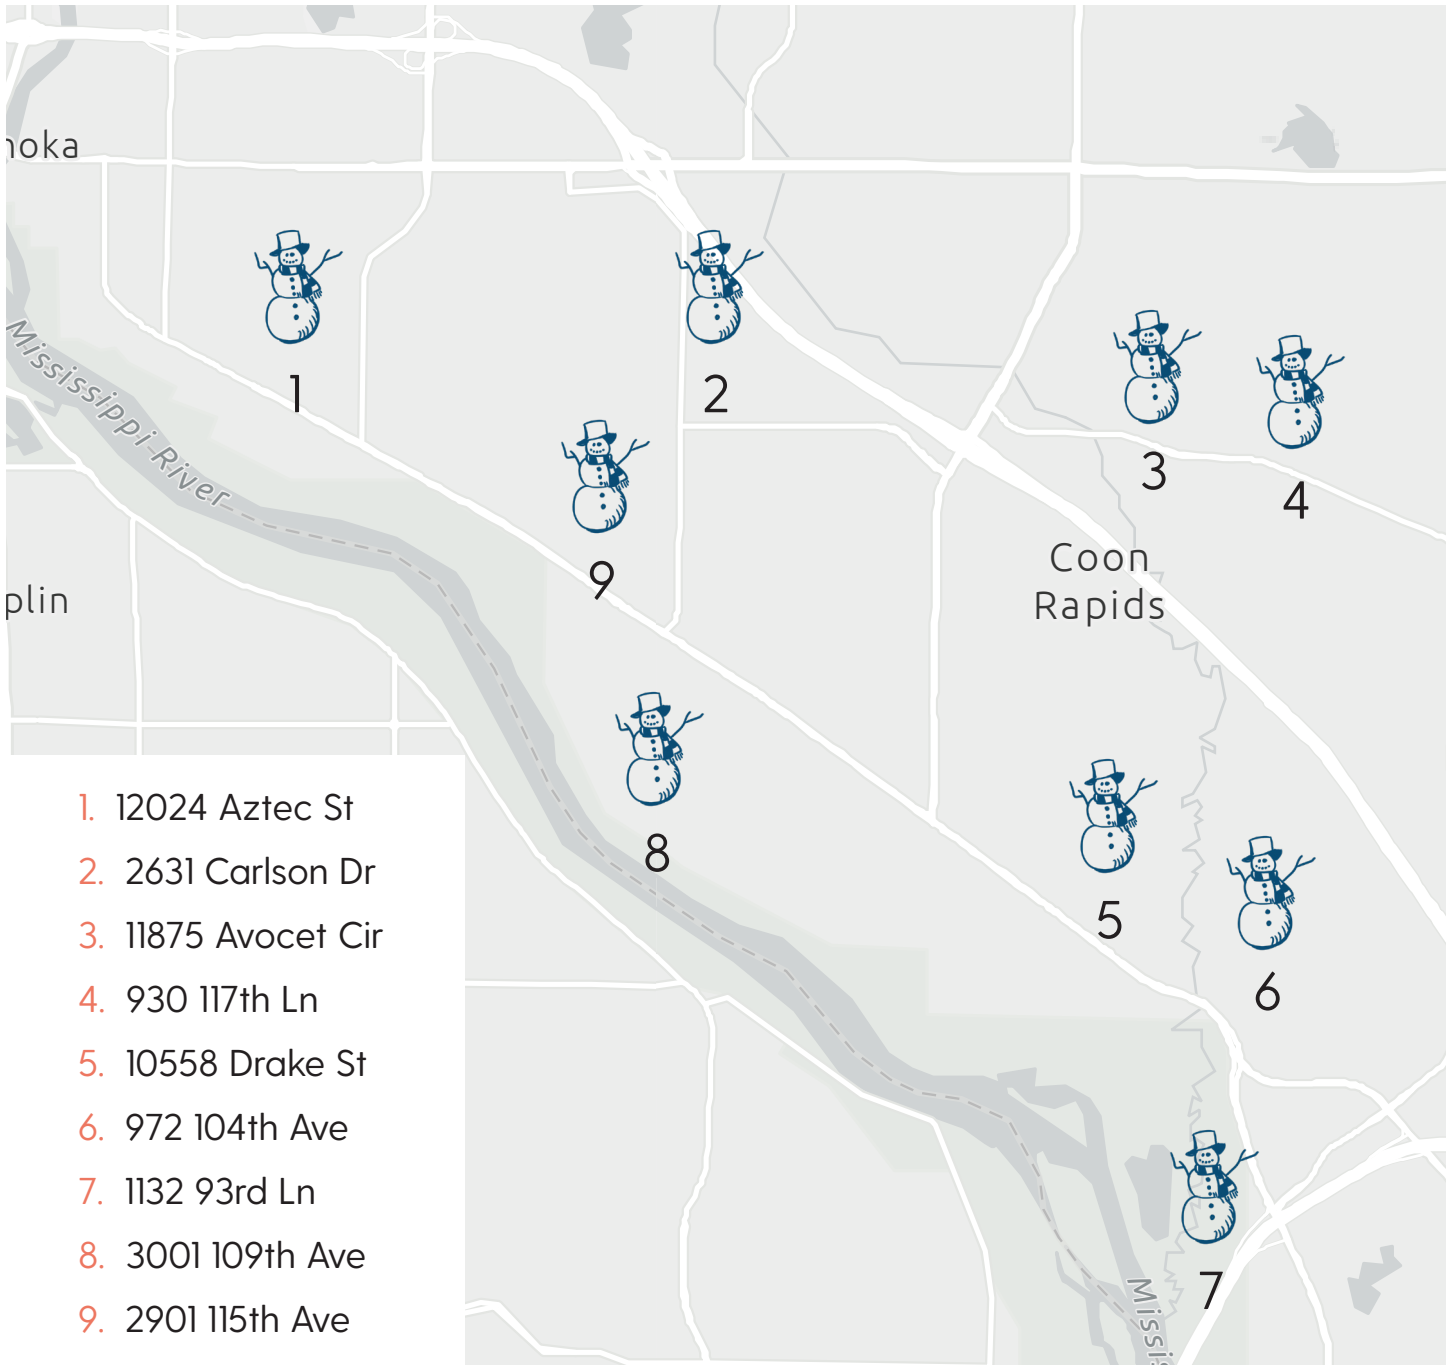 noka
Mississippi River
1
2
3
4
9
Coon
Rapids
plin
8
5
6
7
Missis
1. 12024 Aztec St
2. 2631 Carlson Dr
3. 11875 Avocet Cir
4. 930 117th Ln
5. 10558 Drake St
6. 972 104th Ave
7. 1132 93rd Ln
8. 3001 109th Ave
9. 2901 115th Ave